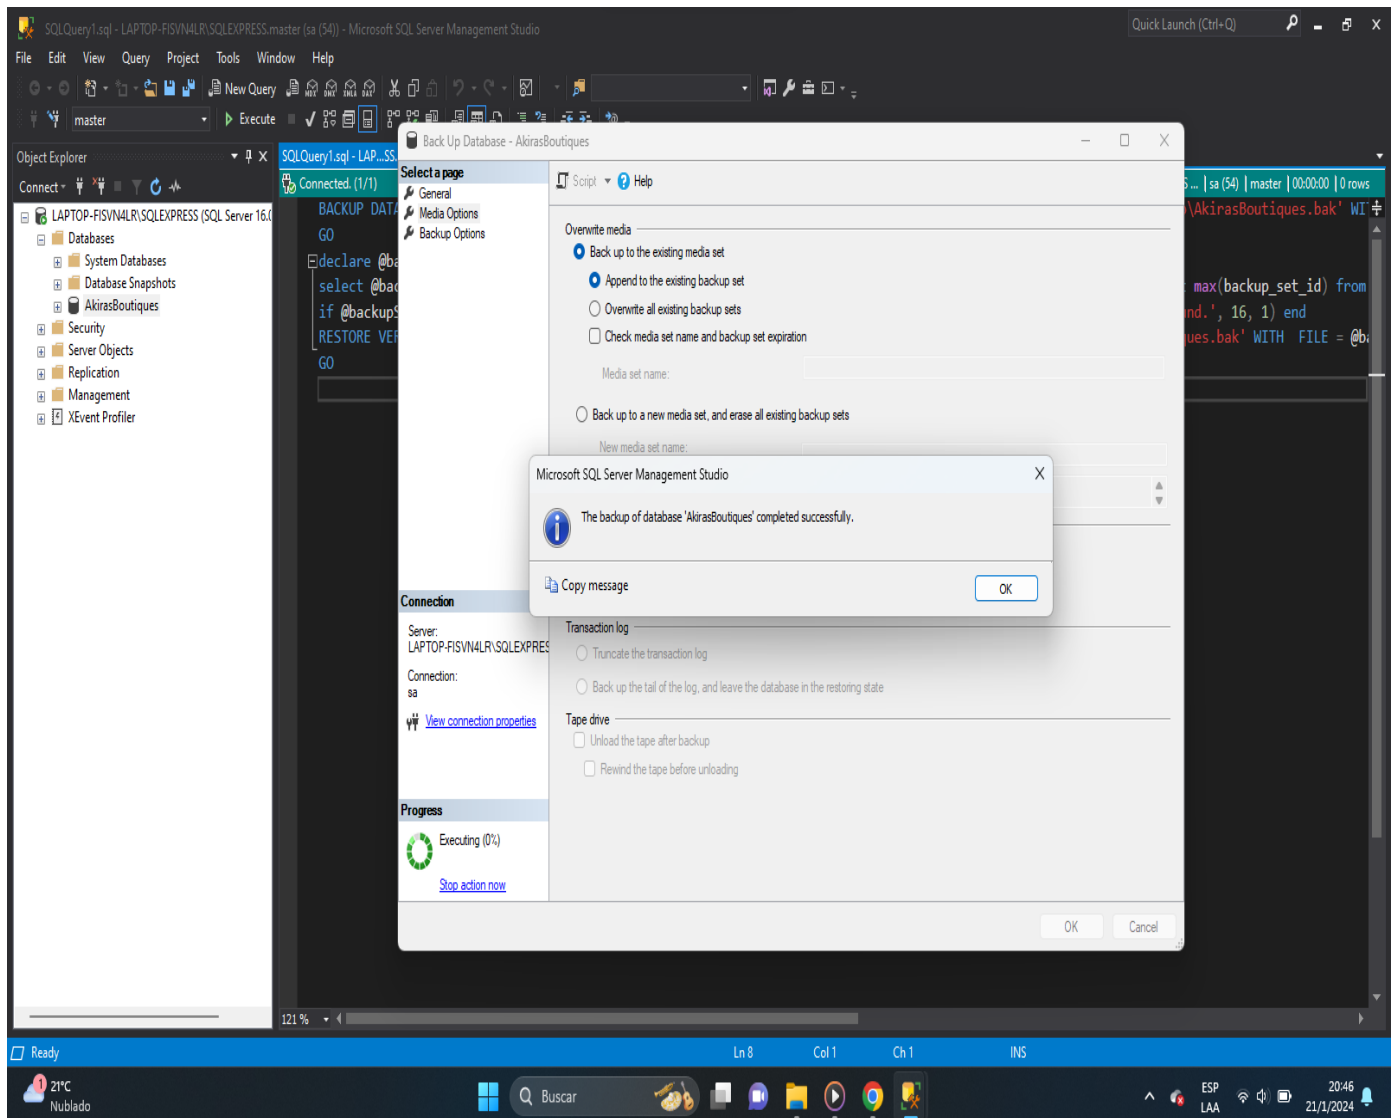 SQLQuery1.sql - LAPTOP-FISVN4LR\SQLEXPRESS.master (sa (54)) - Microsoft SQL Server Management Studio
Quick Launch (Ctrl+Q)
File Edit View Query Project Tools Window Help
New Query
master
Execute
Object Explorer
Connect
LAPTOP-FISVN4LR\SQLEXPRESS (SQL Server 16.0
Databases
System Databases
Database Snapshots
AkirasBoutiques
Security
Server Objects
Replication
Management
XEvent Profiler
SQLQuery1.sql - LAP...SS.
Connected. (1/1)
BACKUP DATA
GO
declare @ba
select @bac
if @backupS
RESTORE VER
GO
sa (54) master 00:00:00 0 rows
\AkirasBoutiques.bak' WIT
max(backup_set_id) from
nd.', 16, 1) end
ues.bak' WITH FILE = @ba
Back Up Database - AkirasBoutiques
Select a page
General
Media Options
Backup Options
Script Help
Overwrite media
Back up to the existing media set
Append to the existing backup set
Overwrite all existing backup sets
Check media set name and backup set expiration
Media set name:
Back up to a new media set, and erase all existing backup sets
New media set name:
Microsoft SQL Server Management Studio
The backup of database 'AkirasBoutiques' completed successfully.
Copy message
OK
Connection
Server:
LAPTOP-FISVN4LR\SQLEXPRES
Connection:
sa
View connection properties
Transaction log
Truncate the transaction log
Back up the tail of the log, and leave the database in the restoring state
Tape drive
Unload the tape after backup
Rewind the tape before unloading
Progress
Executing (0%)
Stop action now
OK Cancel
121 %
Ready
Ln 8 Col 1 Ch 1 INS
1
21°C
Nublado
Buscar
ESP
LAA
20:46
21/1/2024